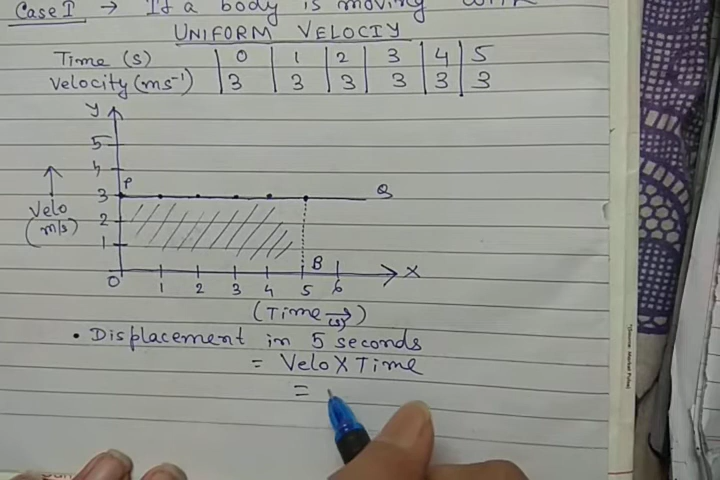 Case I → If a body is moving with
UNIFORM VELOCIY
Time (s) 0 1 2 3 4 5
Velocity (ms⁻¹) 3 3 3 3 3 3
Y
5
4
3 P Q
Velo 2
(m/s) 1
0 1 2 3 4 5 B 6 X
(Time (s) →)
• Displacement in 5 seconds
= Velo X Time
=